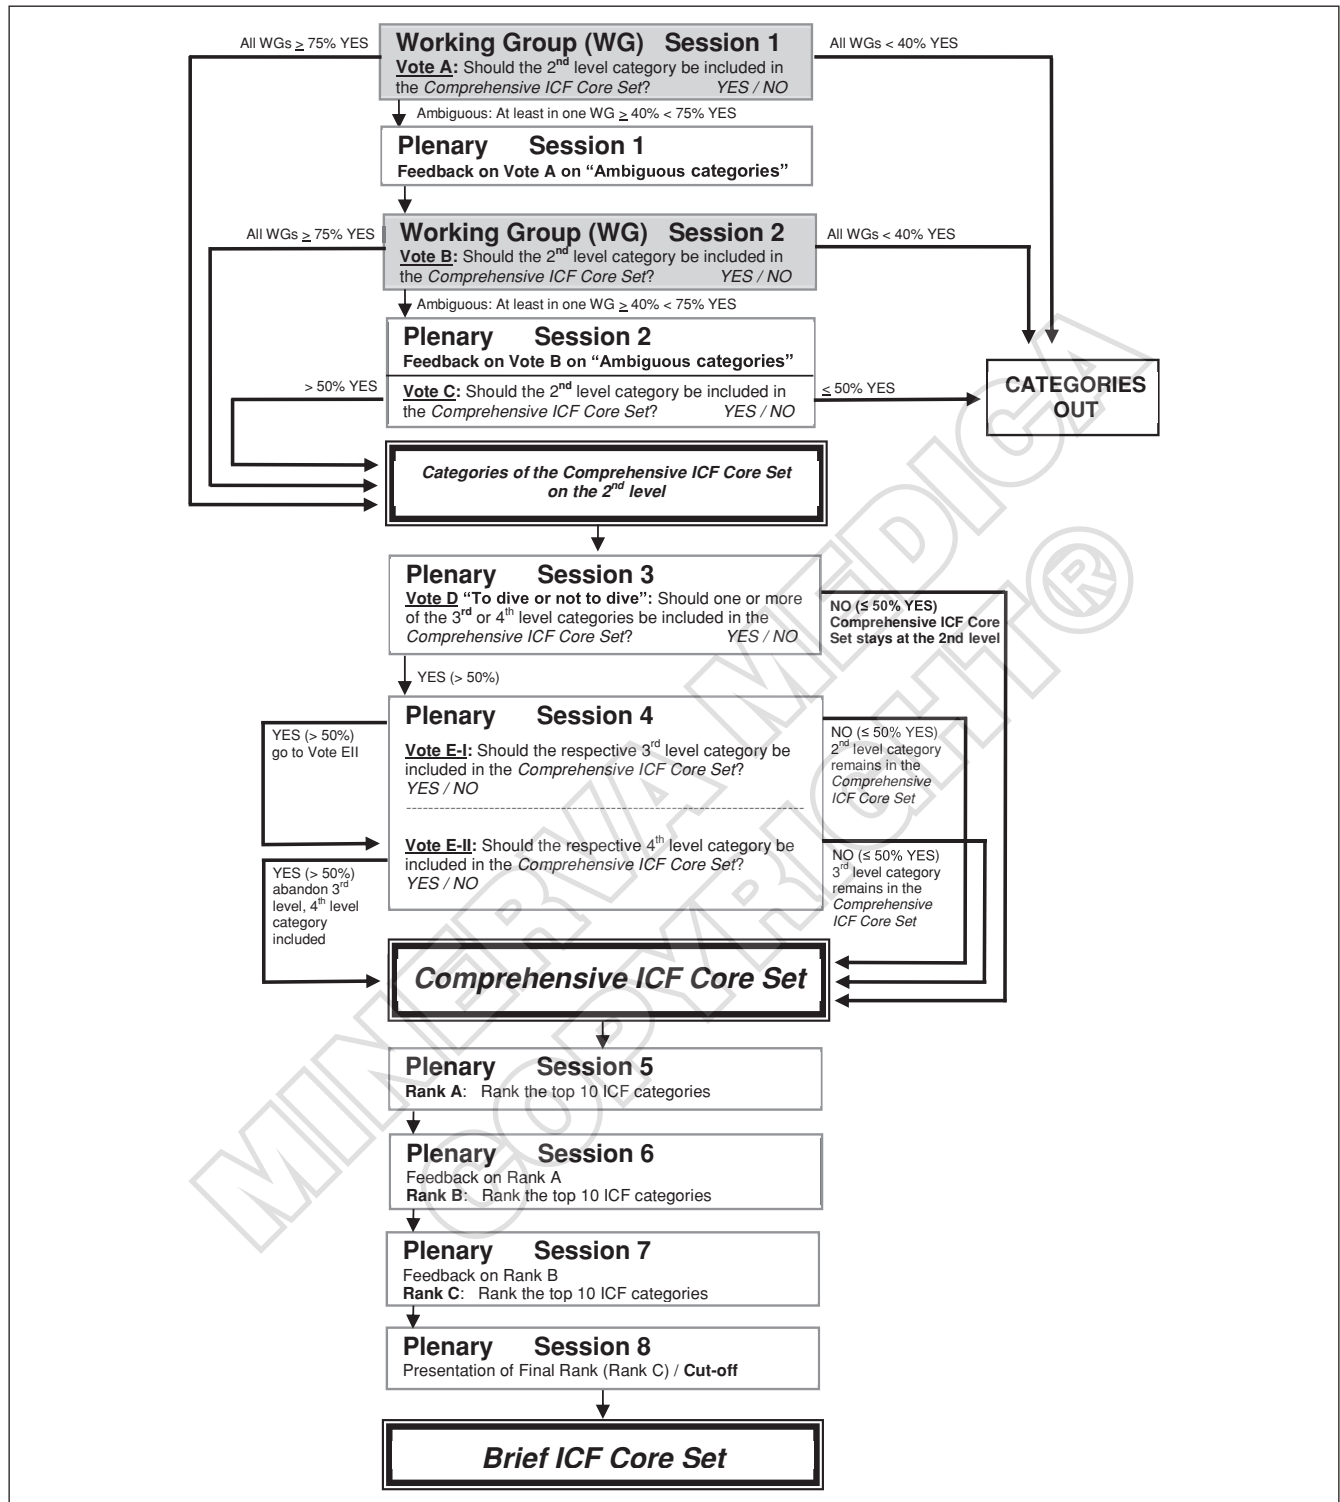 All WGs ≥ 75% YES
Working Group (WG) Session 1
Vote A: Should the 2nd level category be included in
the Comprehensive ICF Core Set? YES / NO
All WGs < 40% YES
Ambiguous: At least in one WG ≥ 40% < 75% YES
Plenary Session 1
Feedback on Vote A on “Ambiguous categories”
All WGs ≥ 75% YES
Working Group (WG) Session 2
Vote B: Should the 2nd level category be included in
the Comprehensive ICF Core Set? YES / NO
All WGs < 40% YES
Ambiguous: At least in one WG ≥ 40% < 75% YES
Plenary Session 2
Feedback on Vote B on “Ambiguous categories”
> 50% YES
Vote C: Should the 2nd level category be included in
the Comprehensive ICF Core Set? YES / NO
≤ 50% YES
CATEGORIES
OUT
Categories of the Comprehensive ICF Core Set
on the 2nd level
Plenary Session 3
Vote D “To dive or not to dive”: Should one or more
of the 3rd or 4th level categories be included in the
Comprehensive ICF Core Set? YES / NO
NO (≤ 50% YES)
Comprehensive ICF Core
Set stays at the 2nd level
YES (> 50%)
Plenary Session 4
YES (> 50%)
go to Vote EII
Vote E-I: Should the respective 3rd level category be
included in the Comprehensive ICF Core Set?
YES / NO
NO (≤ 50% YES)
2nd level category
remains in the
Comprehensive
ICF Core Set
Vote E-II: Should the respective 4th level category be
included in the Comprehensive ICF Core Set?
YES / NO
YES (> 50%)
abandon 3rd
level, 4th level
category
included
NO (≤ 50% YES)
3rd level category
remains in the
Comprehensive
ICF Core Set
Comprehensive ICF Core Set
Plenary Session 5
Rank A: Rank the top 10 ICF categories
Plenary Session 6
Feedback on Rank A
Rank B: Rank the top 10 ICF categories
Plenary Session 7
Feedback on Rank B
Rank C: Rank the top 10 ICF categories
Plenary Session 8
Presentation of Final Rank (Rank C) / Cut-off
Brief ICF Core Set
MINERVA MEDICA
COPYRIGHT®